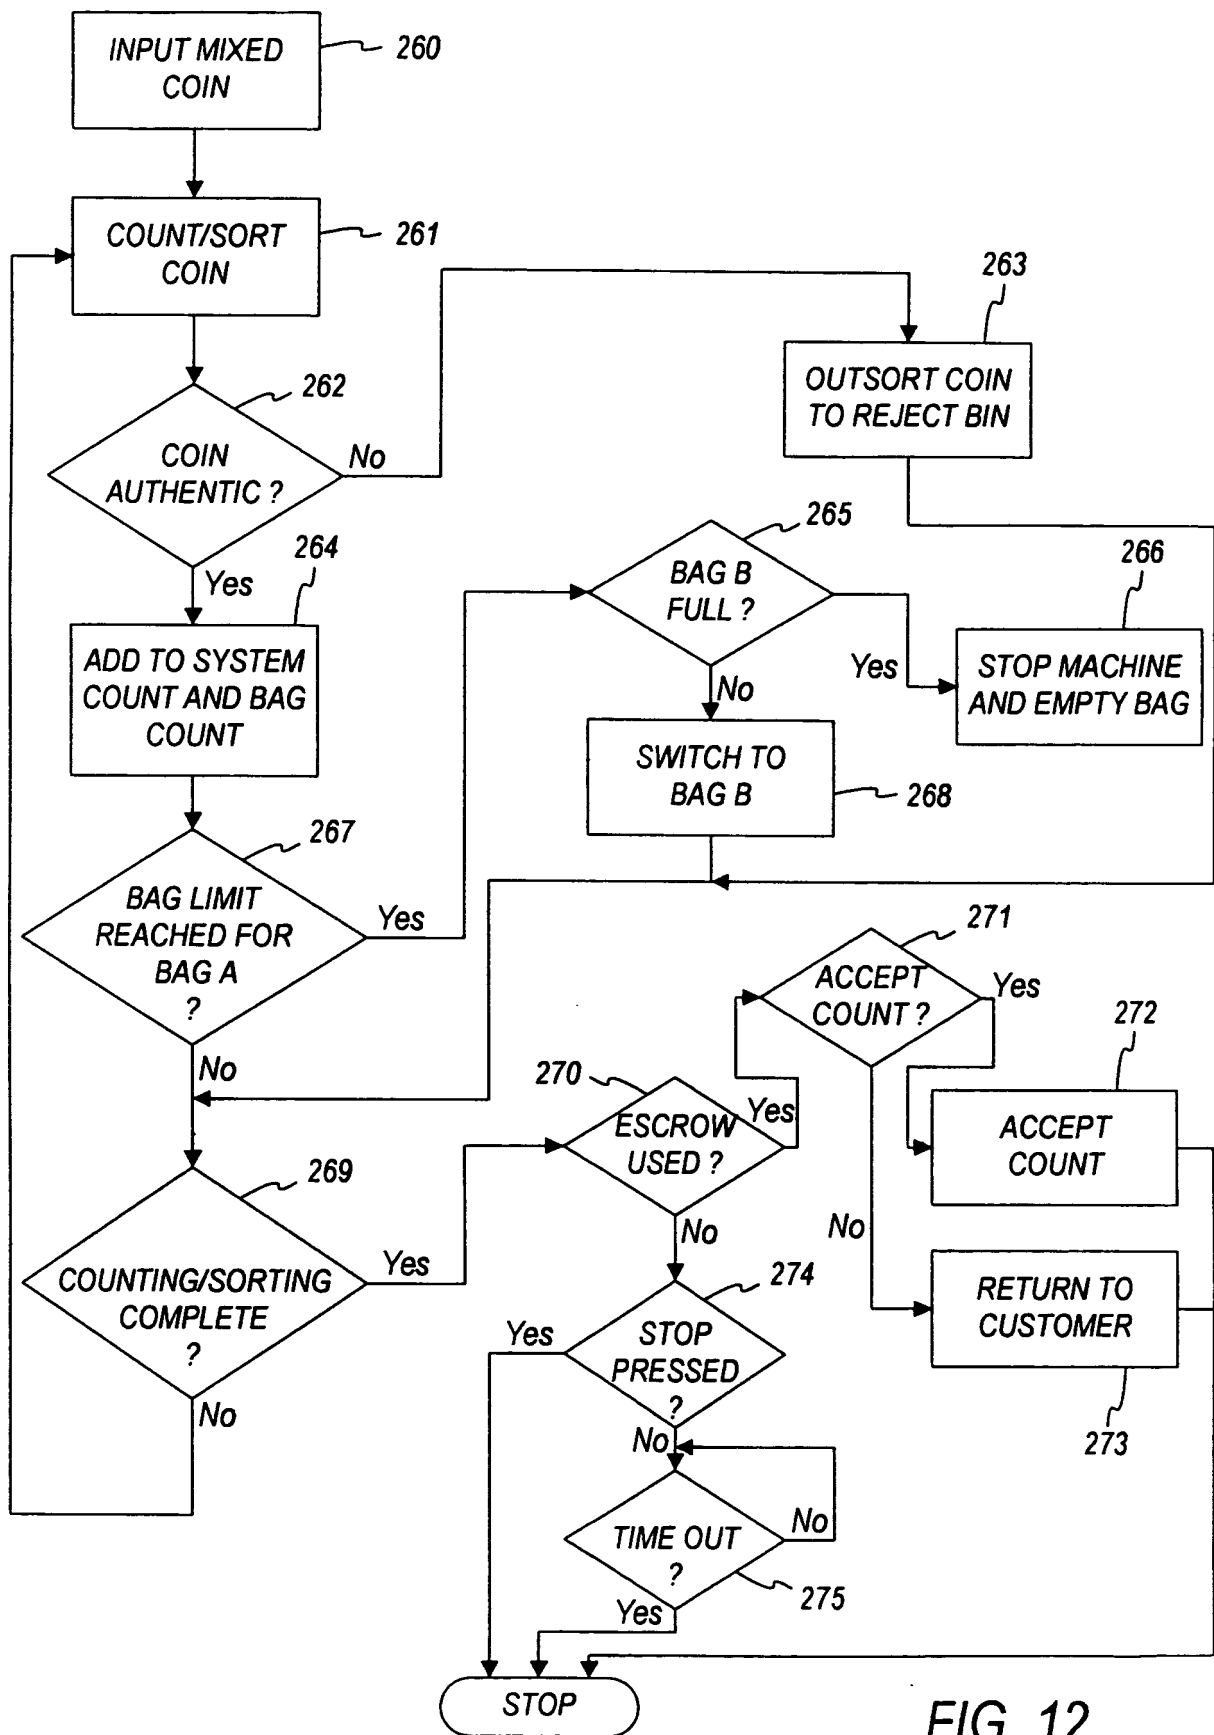 INPUT MIXED
COIN
260
COUNT/SORT
COIN
261
COIN
AUTHENTIC ?
262
No
Yes
263
OUTSORT COIN
TO REJECT BIN
264
ADD TO SYSTEM
COUNT AND BAG
COUNT
265
BAG B
FULL ?
Yes
No
266
STOP MACHINE
AND EMPTY BAG
267
BAG LIMIT
REACHED FOR
BAG A
?
Yes
No
SWITCH TO
BAG B
268
269
COUNTING/SORTING
COMPLETE
?
Yes
No
270
ESCROW
USED ?
Yes
No
271
ACCEPT
COUNT ?
Yes
No
272
ACCEPT
COUNT
RETURN TO
CUSTOMER
273
274
STOP
PRESSED
?
Yes
No
TIME OUT
?
No
275
Yes
STOP
FIG. 12